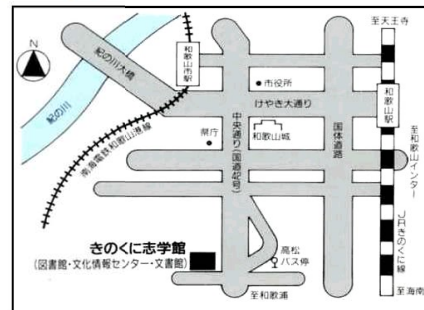 至天王寺
N
紀の川大橋
和歌山市駅
市役所
和歌山駅
けやき大通り
紀の川
県庁
和歌山城
中央通り(国道42号)
国体道路
至和歌山インター
南海電鉄和歌山港線
JRきのくに線
きのくに志学館
(図書館・文化情報センター・文書館)
高松
バス停
至和歌浦
至海南